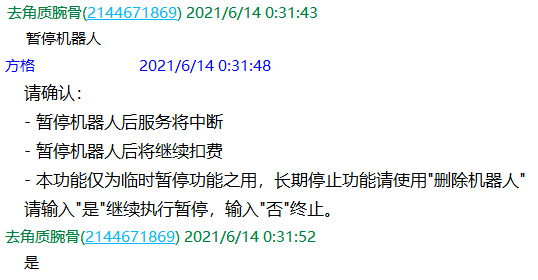 去角质腕骨(2144671869) 2021/6/14 0:31:43
暂停机器人
方格 2021/6/14 0:31:48
请确认：
- 暂停机器人后服务将中断
- 暂停机器人后将继续扣费
- 本功能仅为临时暂停功能之用，长期停止功能请使用"删除机器人"
请输入"是"继续执行暂停，输入"否"终止。
去角质腕骨(2144671869) 2021/6/14 0:31:52
是